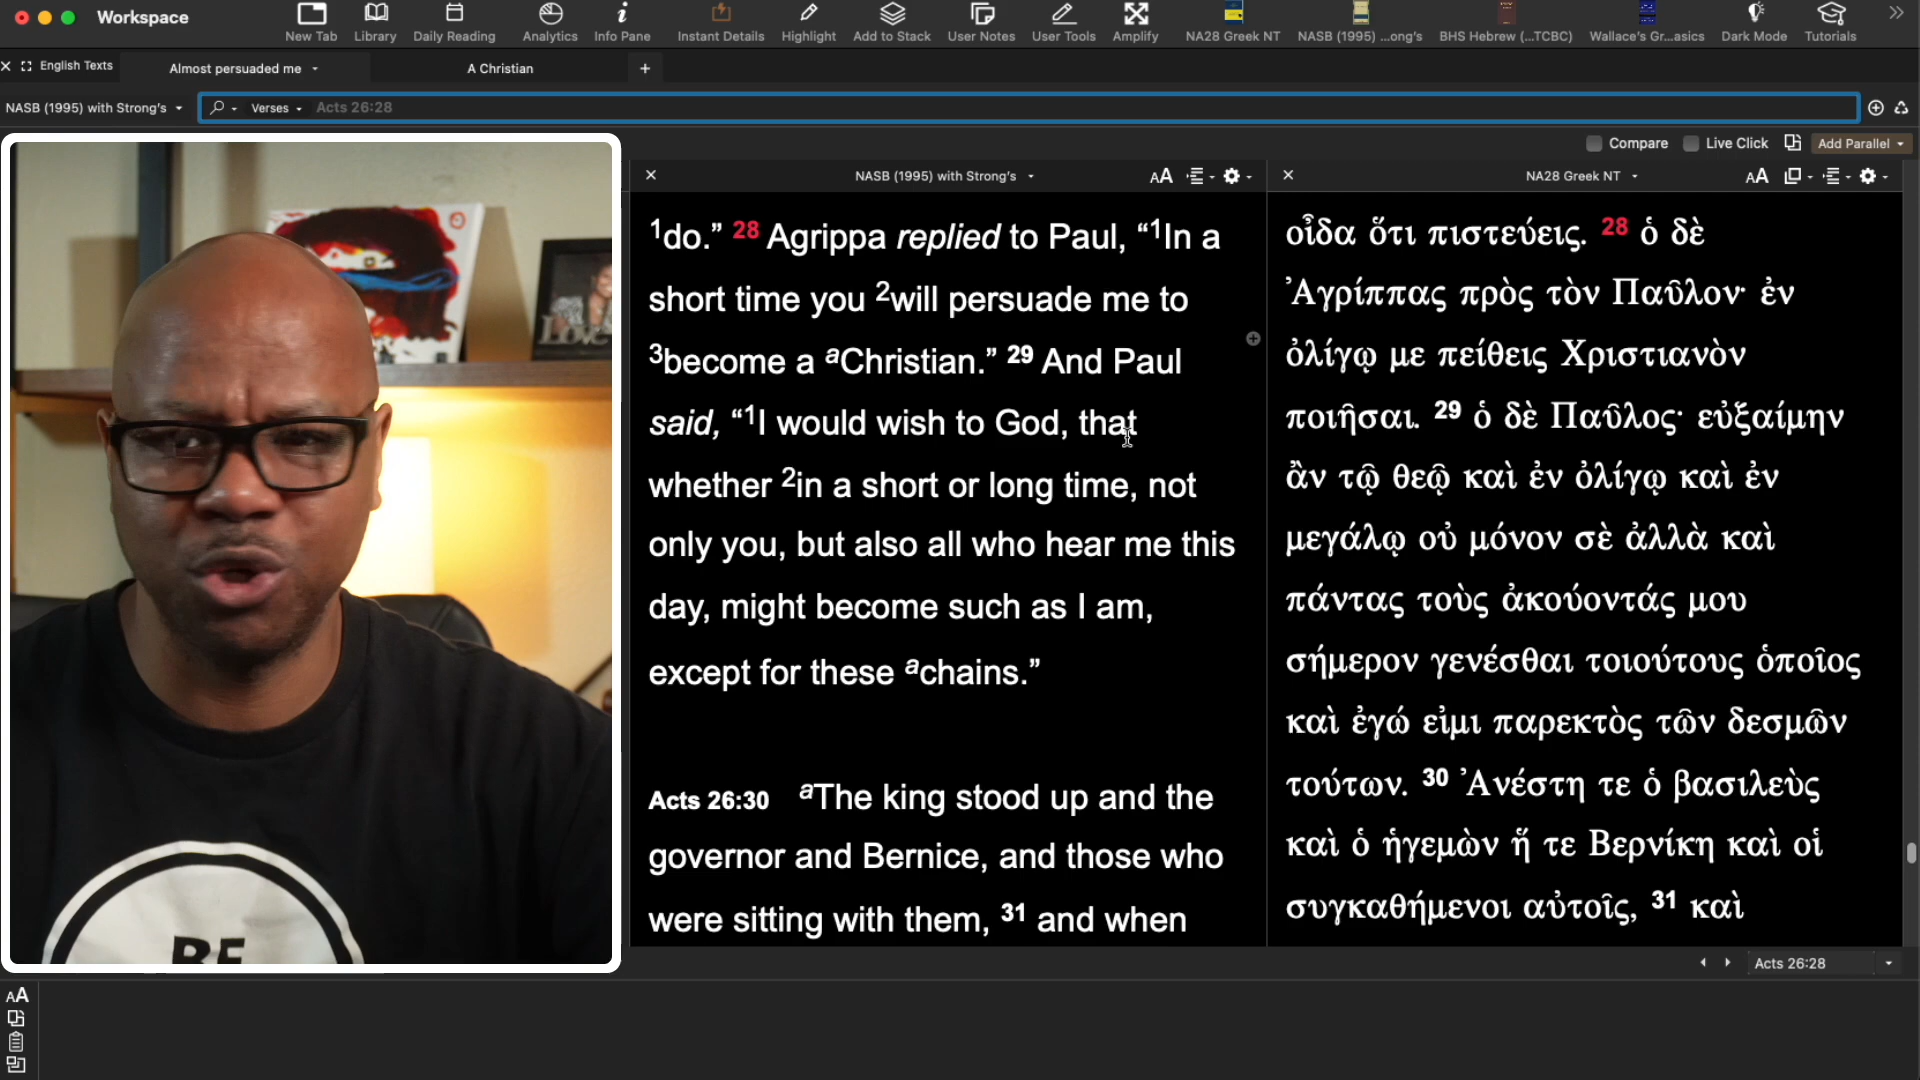 Workspace
New Tab
Library
Daily Reading
Analytics
Info Pane
Instant Details
Highlight
Add to Stack
User Notes
User Tools
Amplify
NA28 Greek NT
NASB (1995) ...ong's
BHS Hebrew (...TCBC)
Wallace's Gr...asics
Dark Mode
Tutorials
English Texts
Almost persuaded me
A Christian
NASB (1995) with Strong's
Verses
Acts 26:28
Compare
Live Click
Add Parallel
NASB (1995) with Strong's
AA
1do.” 28 Agrippa replied to Paul, “1In a
short time you 2will persuade me to
3become a aChristian.” 29 And Paul
said, “1I would wish to God, that
whether 2in a short or long time, not
only you, but also all who hear me this
day, might become such as I am,
except for these achains.”
Acts 26:30 aThe king stood up and the
governor and Bernice, and those who
were sitting with them, 31 and when
NA28 Greek NT
AA
οἶδα ὅτι πιστεύεις. 28 ὁ δὲ
Ἀγρίππας πρὸς τὸν Παῦλον· ἐν
ὀλίγῳ με πείθεις Χριστιανὸν
ποιῆσαι. 29 ὁ δὲ Παῦλος· εὐξαίμην
ἂν τῷ θεῷ καὶ ἐν ὀλίγῳ καὶ ἐν
μεγάλῳ οὐ μόνον σὲ ἀλλὰ καὶ
πάντας τοὺς ἀκούοντάς μου
σήμερον γενέσθαι τοιούτους ὁποῖος
καὶ ἐγώ εἰμι παρεκτὸς τῶν δεσμῶν
τούτων. 30 Ἀνέστη τε ὁ βασιλεὺς
καὶ ὁ ἡγεμὼν ἥ τε Βερνίκη καὶ οἱ
συγκαθήμενοι αὐτοῖς, 31 καὶ
Acts 26:28
AA
LOVE
BE